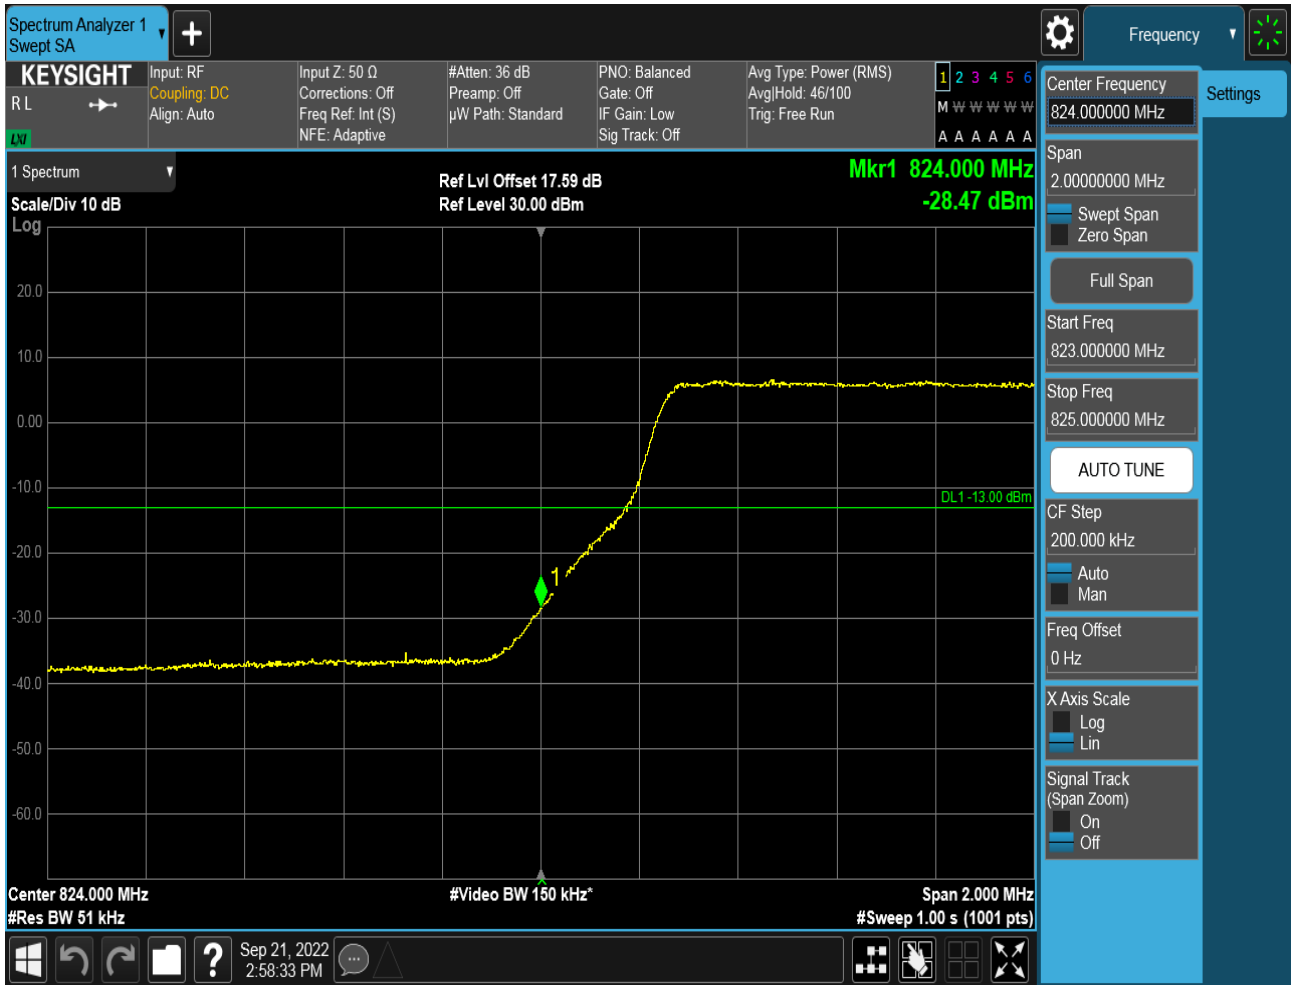 Spectrum Analyzer 1
Swept SA
Frequency
KEYSIGHT
R L
LXI
Input: RF
Coupling: DC
Align: Auto
Input Z: 50 Ω
Corrections: Off
Freq Ref: Int (S)
NFE: Adaptive
#Atten: 36 dB
Preamp: Off
µW Path: Standard
PNO: Balanced
Gate: Off
IF Gain: Low
Sig Track: Off
Avg Type: Power (RMS)
Avg|Hold: 46/100
Trig: Free Run
1 2 3 4 5 6
M W W W W W
A A A A A A
1 Spectrum
Scale/Div 10 dB
Log
Ref Lvl Offset 17.59 dB
Ref Level 30.00 dBm
Mkr1 824.000 MHz
-28.47 dBm
20.0
10.0
0.00
-10.0
-20.0
-30.0
-40.0
-50.0
-60.0
DL1 -13.00 dBm
1
Center 824.000 MHz
#Res BW 51 kHz
#Video BW 150 kHz*
Span 2.000 MHz
#Sweep 1.00 s (1001 pts)
Center Frequency
824.000000 MHz
Settings
Span
2.00000000 MHz
Swept Span
Zero Span
Full Span
Start Freq
823.000000 MHz
Stop Freq
825.000000 MHz
AUTO TUNE
CF Step
200.000 kHz
Auto
Man
Freq Offset
0 Hz
X Axis Scale
Log
Lin
Signal Track
(Span Zoom)
On
Off
?
Sep 21, 2022
2:58:33 PM